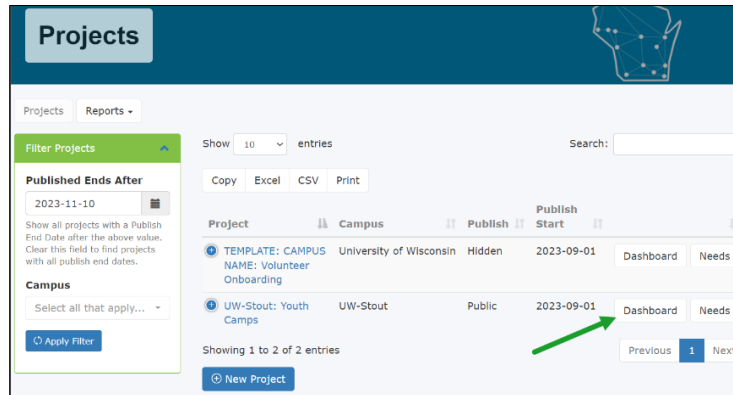 Projects
Projects Reports
Filter Projects
Published Ends After
2023-11-10
Show all projects with a Publish
End Date after the above value.
Clear this field to find projects
with all publish end dates.
Campus
Select all that apply...
Apply Filter
Show 10 entries Search:
Copy Excel CSV Print
Project Campus Publish Publish
Start
TEMPLATE: CAMPUS University of Wisconsin Hidden 2023-09-01 Dashboard Needs
NAME: Volunteer
Onboarding
UW-Stout: Youth UW-Stout Public 2023-09-01 Dashboard Needs
Camps
Showing 1 to 2 of 2 entries Previous 1
New Project